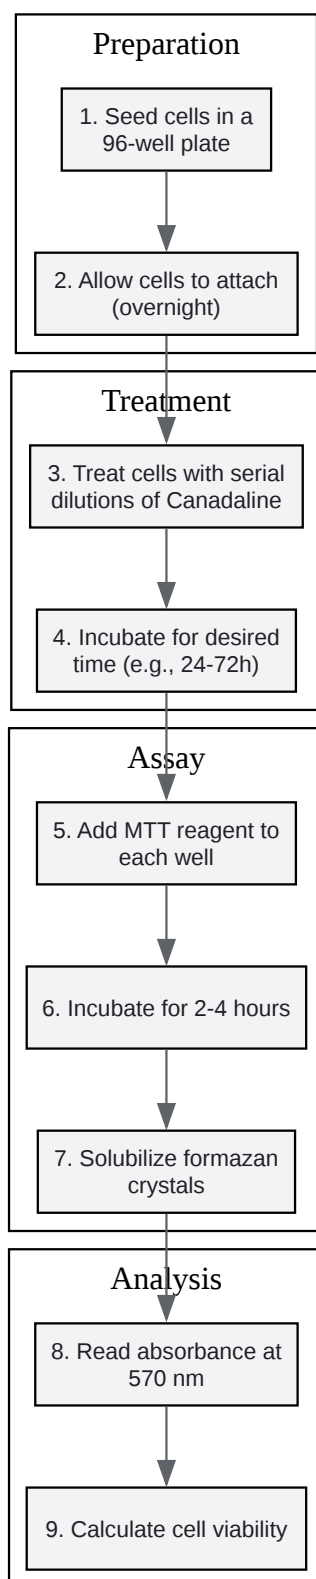 Preparation
1. Seed cells in a
96-well plate
2. Allow cells to attach
(overnight)
Treatment
3. Treat cells with serial
dilutions of Canadaline
4. Incubate for desired
time (e.g., 24-72h)
Assay
5. Add MTT reagent to
each well
6. Incubate for 2-4 hours
7. Solubilize formazan
crystals
Analysis
8. Read absorbance at
570 nm
9. Calculate cell viability